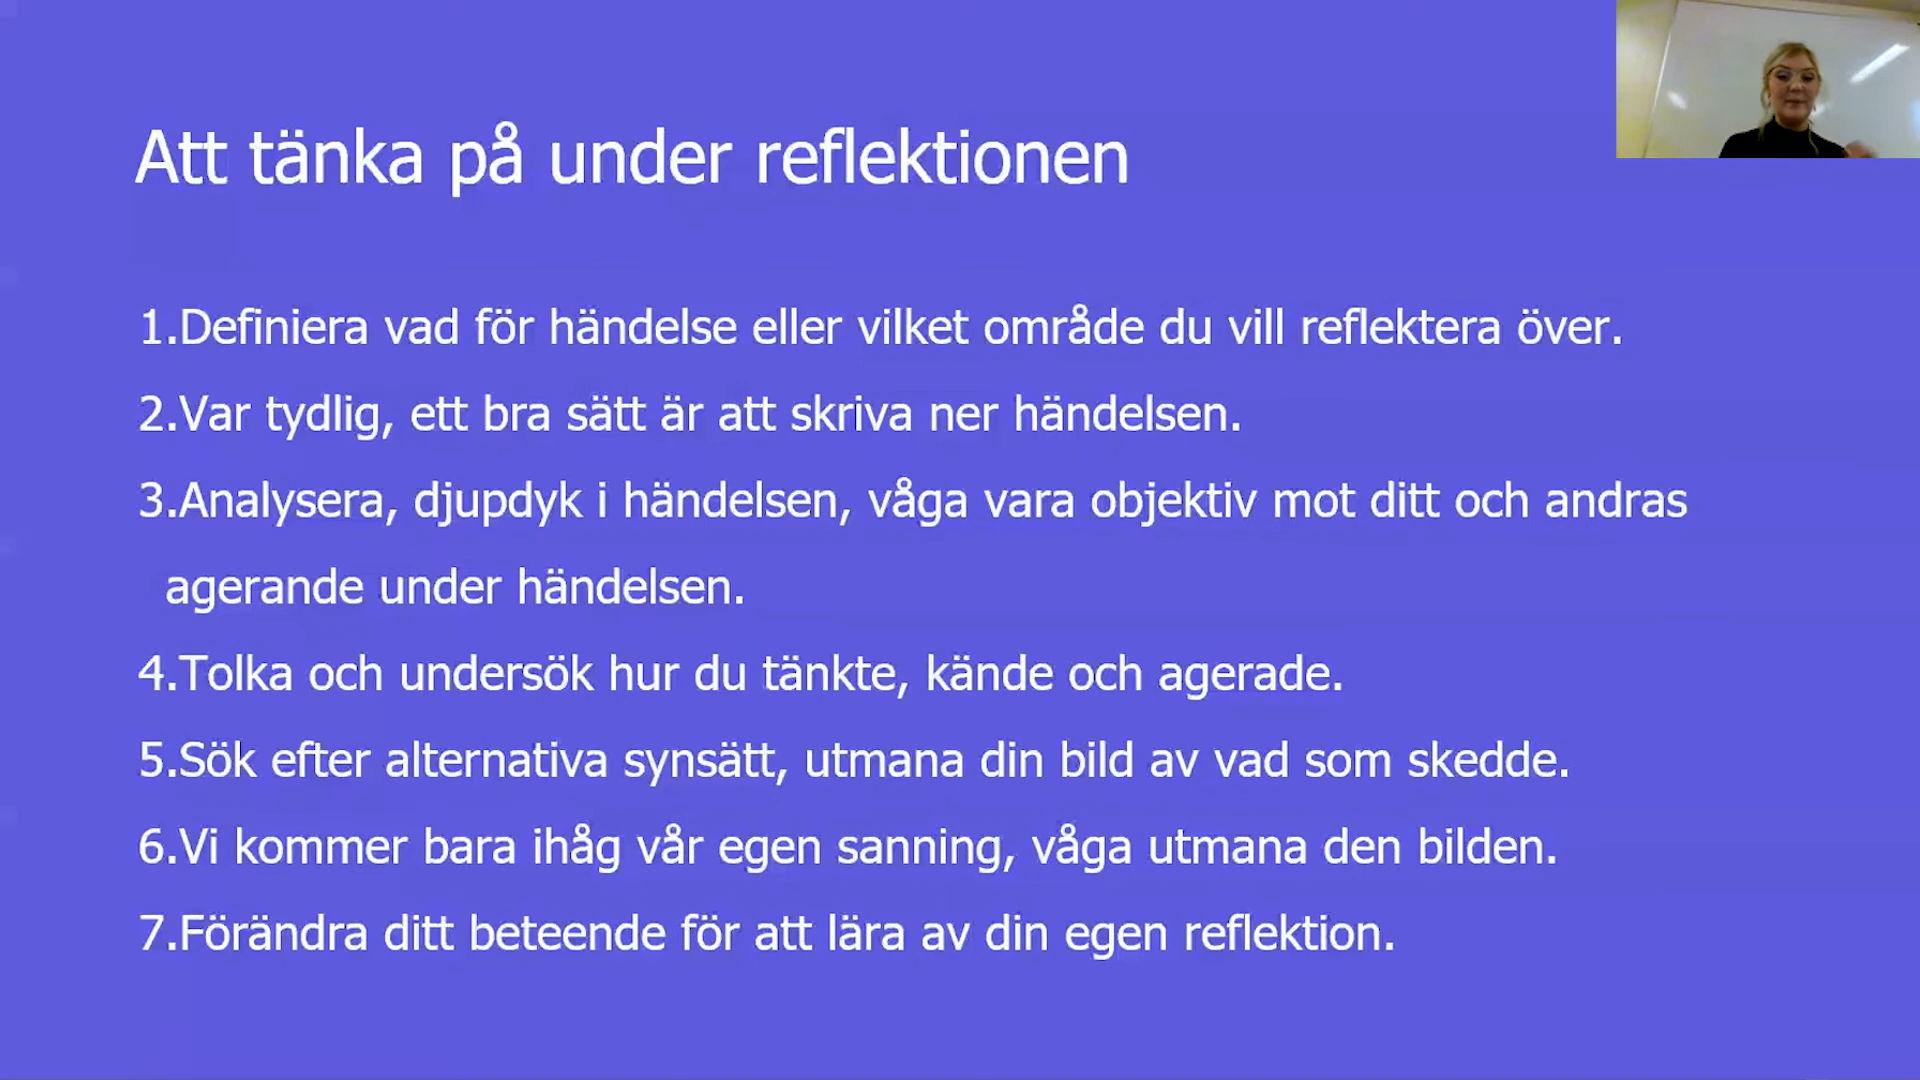 Att tänka på under reflektionen
1.Definiera vad för händelse eller vilket område du vill reflektera över.
2.Var tydlig, ett bra sätt är att skriva ner händelsen.
3.Analysera, djupdyk i händelsen, våga vara objektiv mot ditt och andras
agerande under händelsen.
4.Tolka och undersök hur du tänkte, kände och agerade.
5.Sök efter alternativa synsätt, utmana din bild av vad som skedde.
6.Vi kommer bara ihåg vår egen sanning, våga utmana den bilden.
7.Förändra ditt beteende för att lära av din egen reflektion.